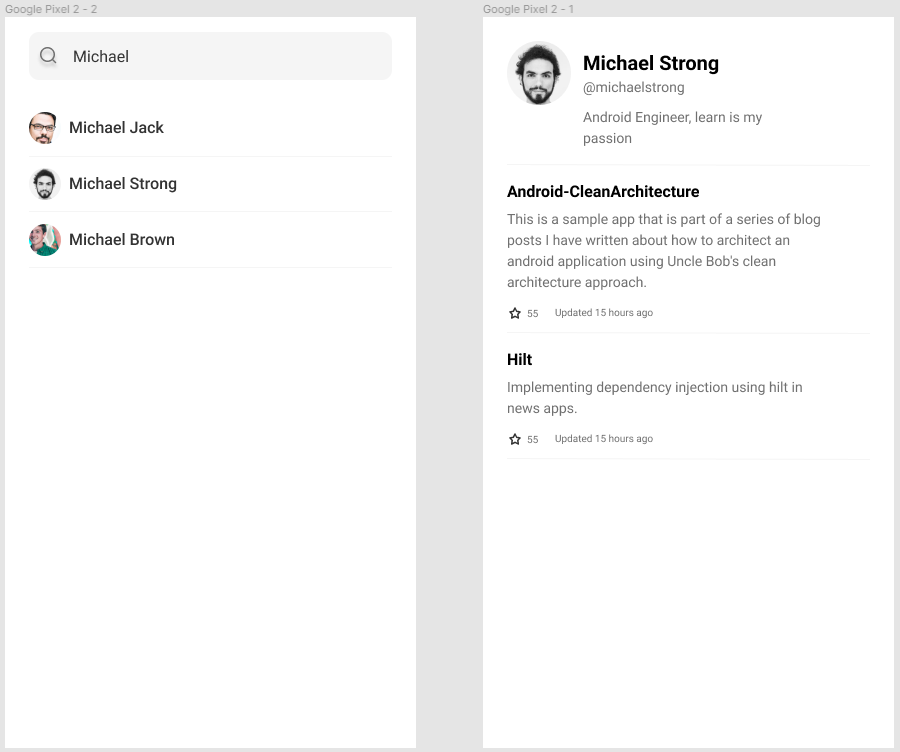 Google Pixel 2 - 2
Michael
Michael Jack
Michael Strong
Michael Brown
Google Pixel 2 - 1
Michael Strong
@michaelstrong
Android Engineer, learn is my
passion
Android-CleanArchitecture
This is a sample app that is part of a series of blog
posts I have written about how to architect an
android application using Uncle Bob's clean
architecture approach.
55 Updated 15 hours ago
Hilt
Implementing dependency injection using hilt in
news apps.
55 Updated 15 hours ago